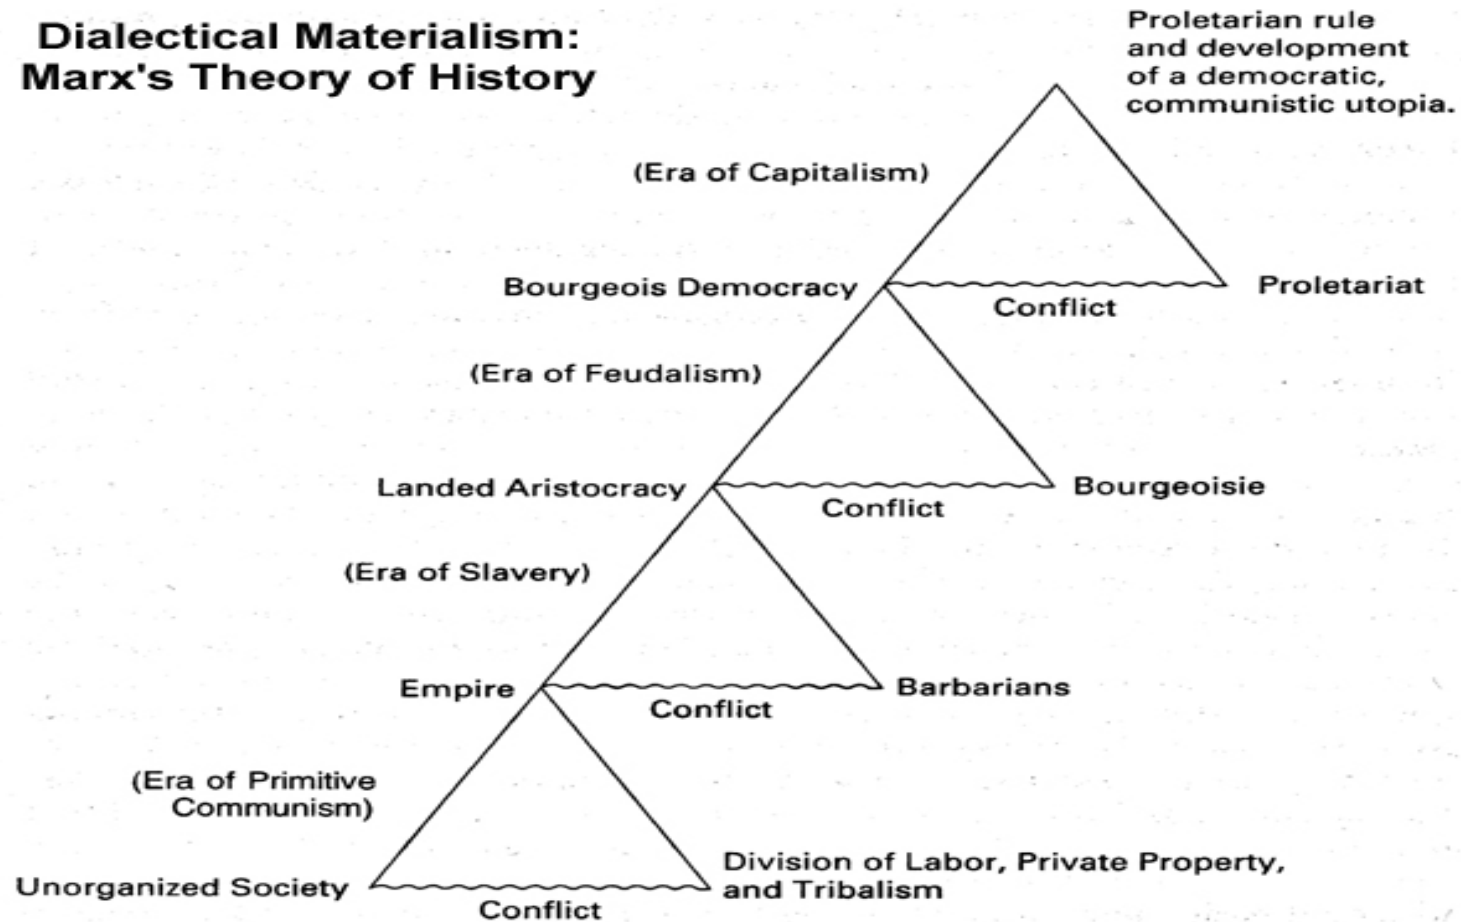 Dialectical Materialism:
Marx's Theory of History
Proletarian rule
and development
of a democratic,
communistic utopia.
(Era of Capitalism)
Bourgeois Democracy
Proletariat
Conflict
(Era of Feudalism)
Landed Aristocracy
Bourgeoisie
Conflict
(Era of Slavery)
Empire
Barbarians
Conflict
(Era of Primitive
Communism)
Unorganized Society
Division of Labor, Private Property,
and Tribalism
Conflict